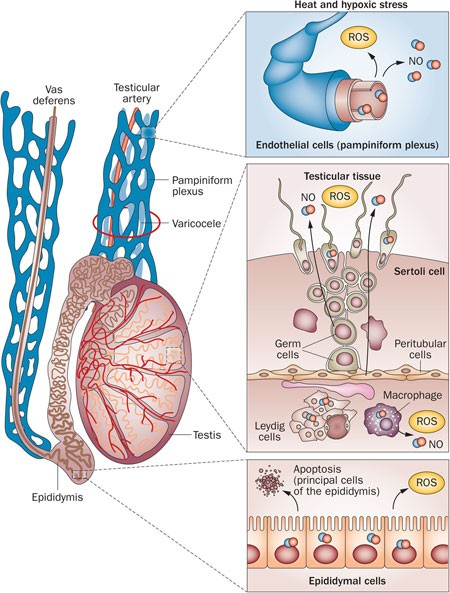 Heat and hypoxic stress
ROS
NO
Endothelial cells (pampiniform plexus)
Vas
deferens
Testicular
artery
Pampiniform
plexus
Varicocele
Testis
Epididymis
Testicular tissue
NO
ROS
Sertoli cell
Germ
cells
Peritubular
cells
Macrophage
Leydig
cells
ROS
NO
Apoptosis
(principal cells
of the epididymis)
ROS
Epididymal cells